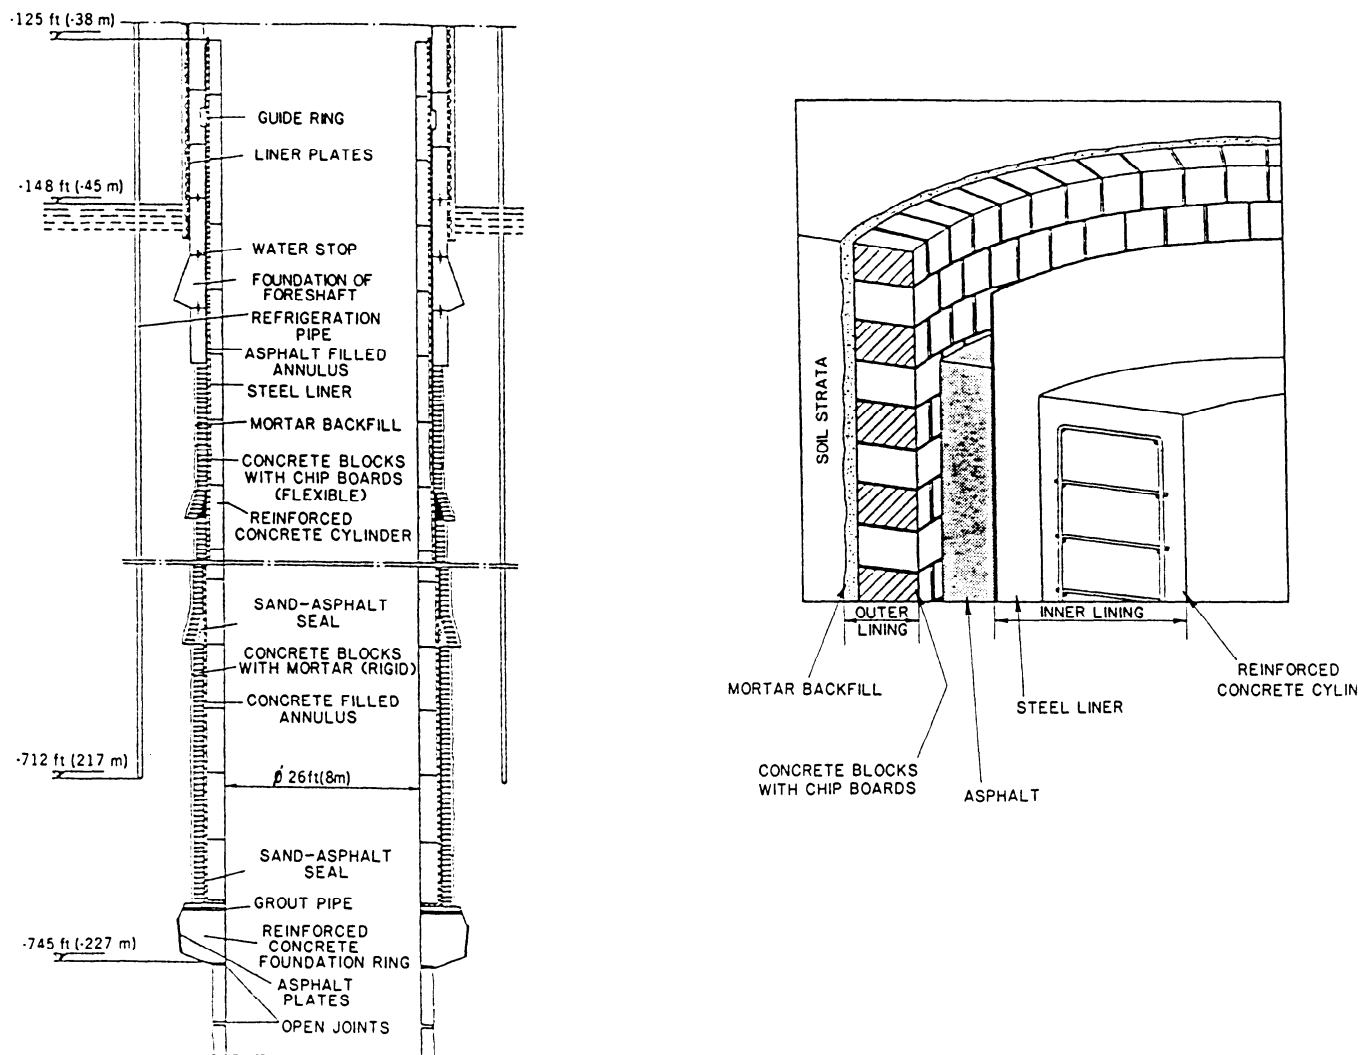 -125 ft (-38 m)
GUIDE RING
LINER PLATES
-148 ft (-45 m)
WATER STOP
FOUNDATION OF
FORESHAFT
REFRIGERATION
PIPE
ASPHALT FILLED
ANNULUS
STEEL LINER
MORTAR BACKFILL
CONCRETE BLOCKS
WITH CHIP BOARDS
(FLEXIBLE)
REINFORCED
CONCRETE CYLINDER
SAND-ASPHALT
SEAL
CONCRETE BLOCKS
WITH MORTAR (RIGID)
CONCRETE FILLED
ANNULUS
-712 ft (217 m)
ϕ 26ft(8m)
SAND-ASPHALT
SEAL
GROUT PIPE
-745 ft (-227 m)
REINFORCED
CONCRETE
FOUNDATION RING
ASPHALT
PLATES
OPEN JOINTS
SOIL STRATA
OUTER
LINING
INNER LINING
MORTAR BACKFILL
REINFORCED
CONCRETE CYLIN
STEEL LINER
CONCRETE BLOCKS
WITH CHIP BOARDS
ASPHALT